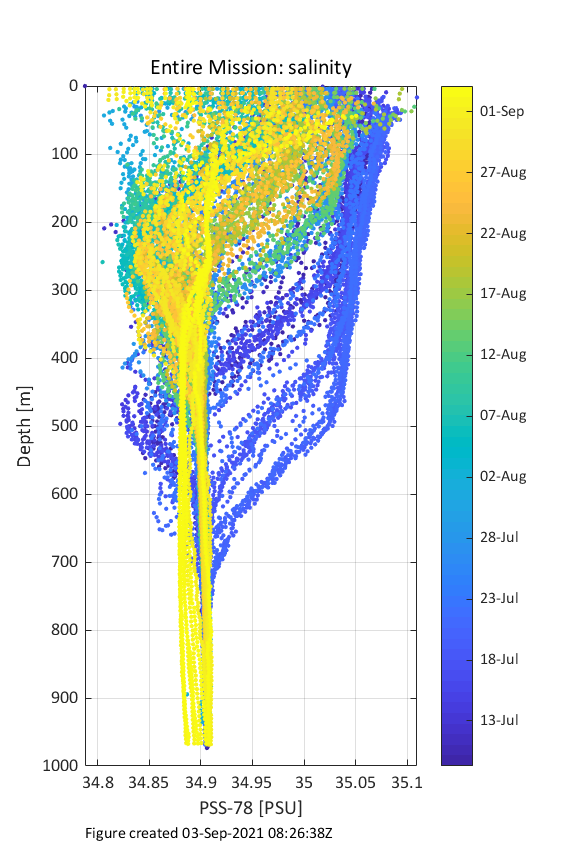 Entire Mission: salinity
0
100
200
300
400
500
600
700
800
900
1000
Depth [m]
34.8 34.85 34.9 34.95 35 35.05 35.1
PSS-78 [PSU]
01-Sep
27-Aug
22-Aug
17-Aug
12-Aug
07-Aug
02-Aug
28-Jul
23-Jul
18-Jul
13-Jul
Figure created 03-Sep-2021 08:26:38Z